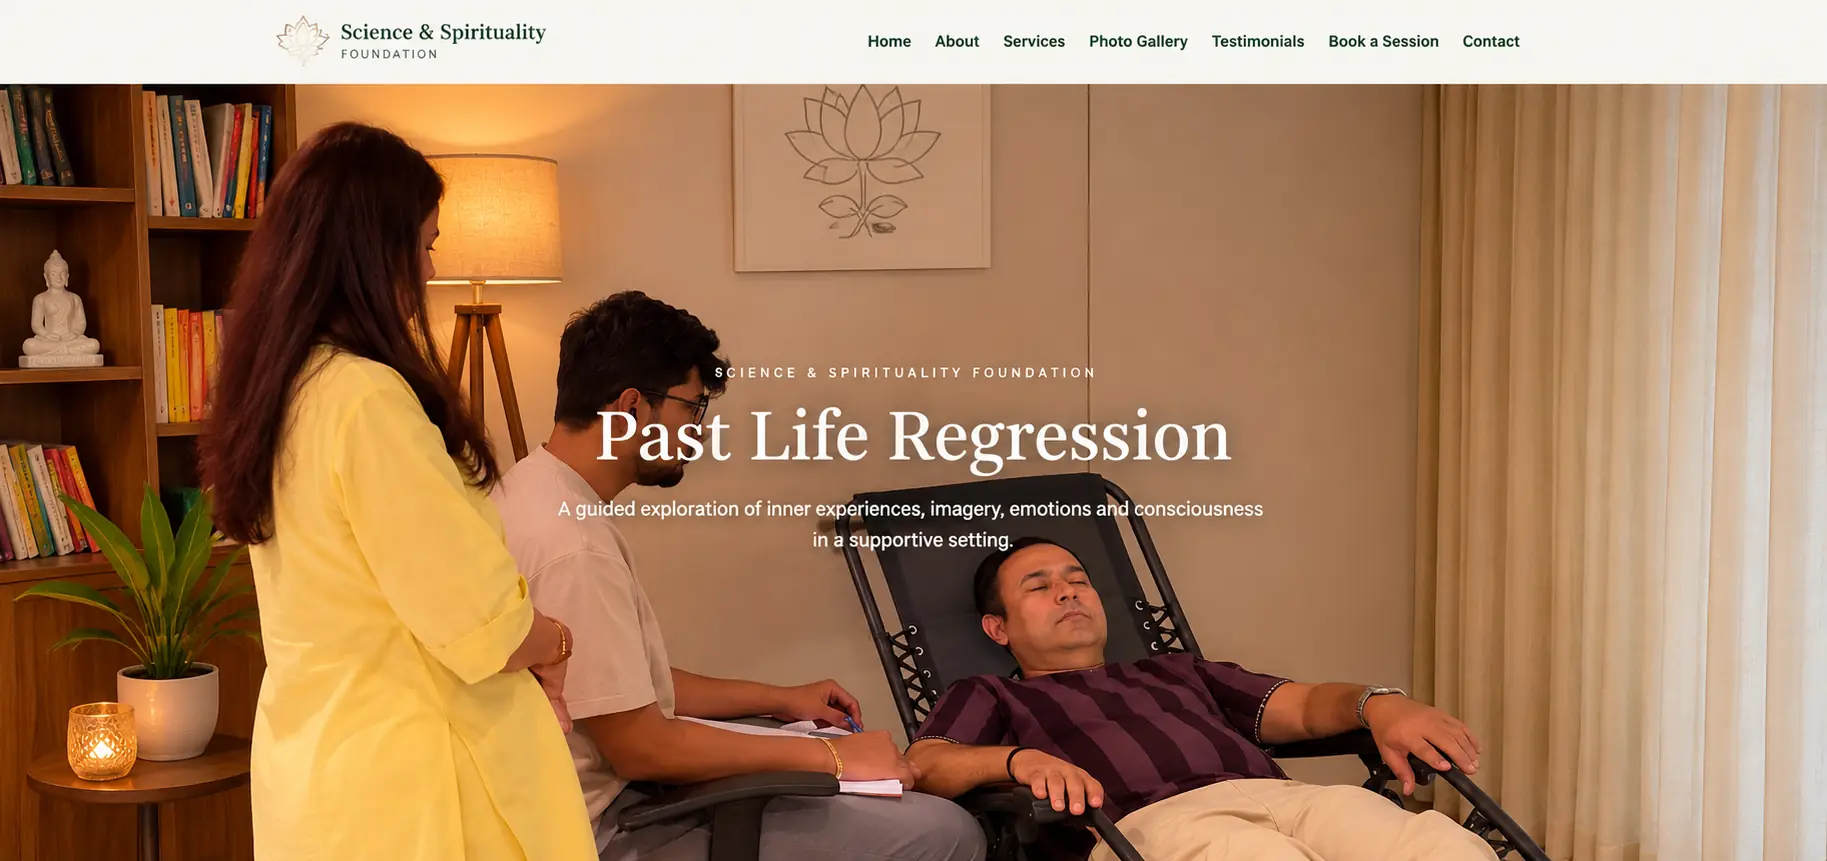 Science & Spirituality
FOUNDATION
Home About Services Photo Gallery Testimonials Book a Session Contact
SCIENCE & SPIRITUALITY FOUNDATION
Past Life Regression
A guided exploration of inner experiences, imagery, emotions and consciousness
in a supportive setting.